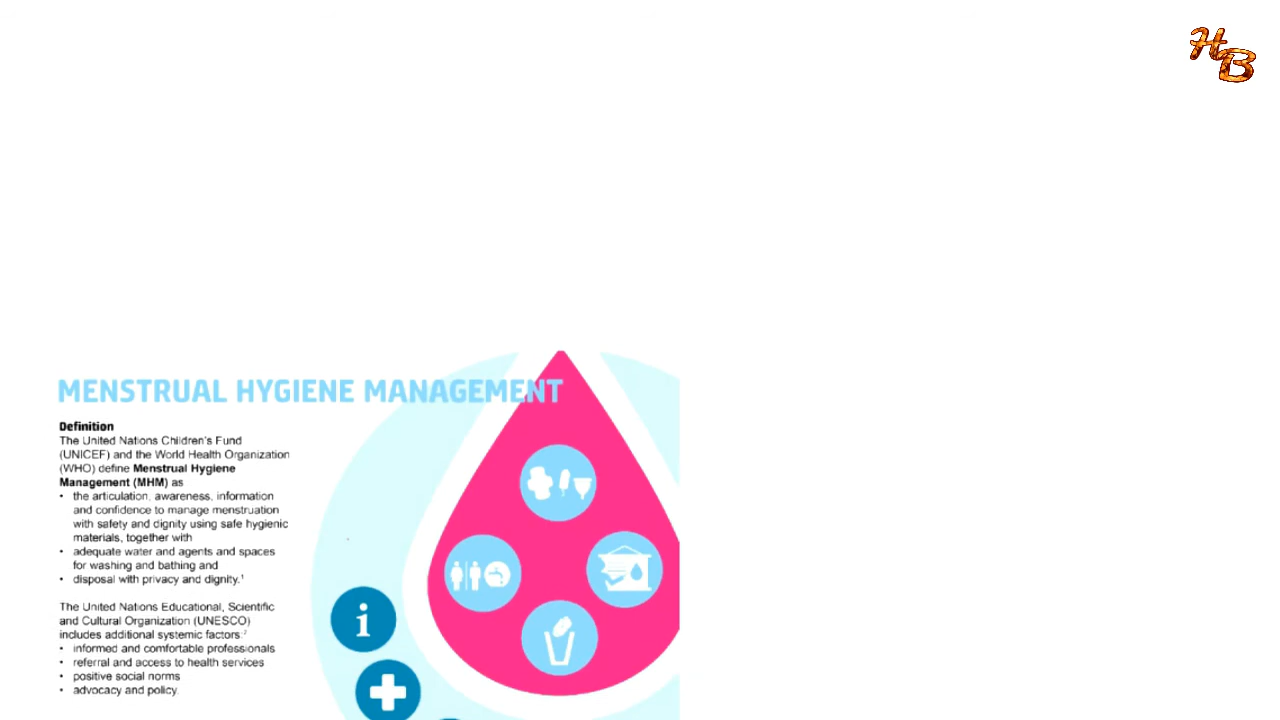 HB
MENSTRUAL HYGIENE MANAGEMENT
Definition
The United Nations Children's Fund
(UNICEF) and the World Health Organization
(WHO) define Menstrual Hygiene
Management (MHM) as
• the articulation, awareness, information
and confidence to manage menstruation
with safety and dignity using safe hygienic
materials, together with
• adequate water and agents and spaces
for washing and bathing and
• disposal with privacy and dignity.¹
The United Nations Educational, Scientific
and Cultural Organization (UNESCO)
includes additional systemic factors:²
• informed and comfortable professionals
• referral and access to health services
• positive social norms
• advocacy and policy.
i